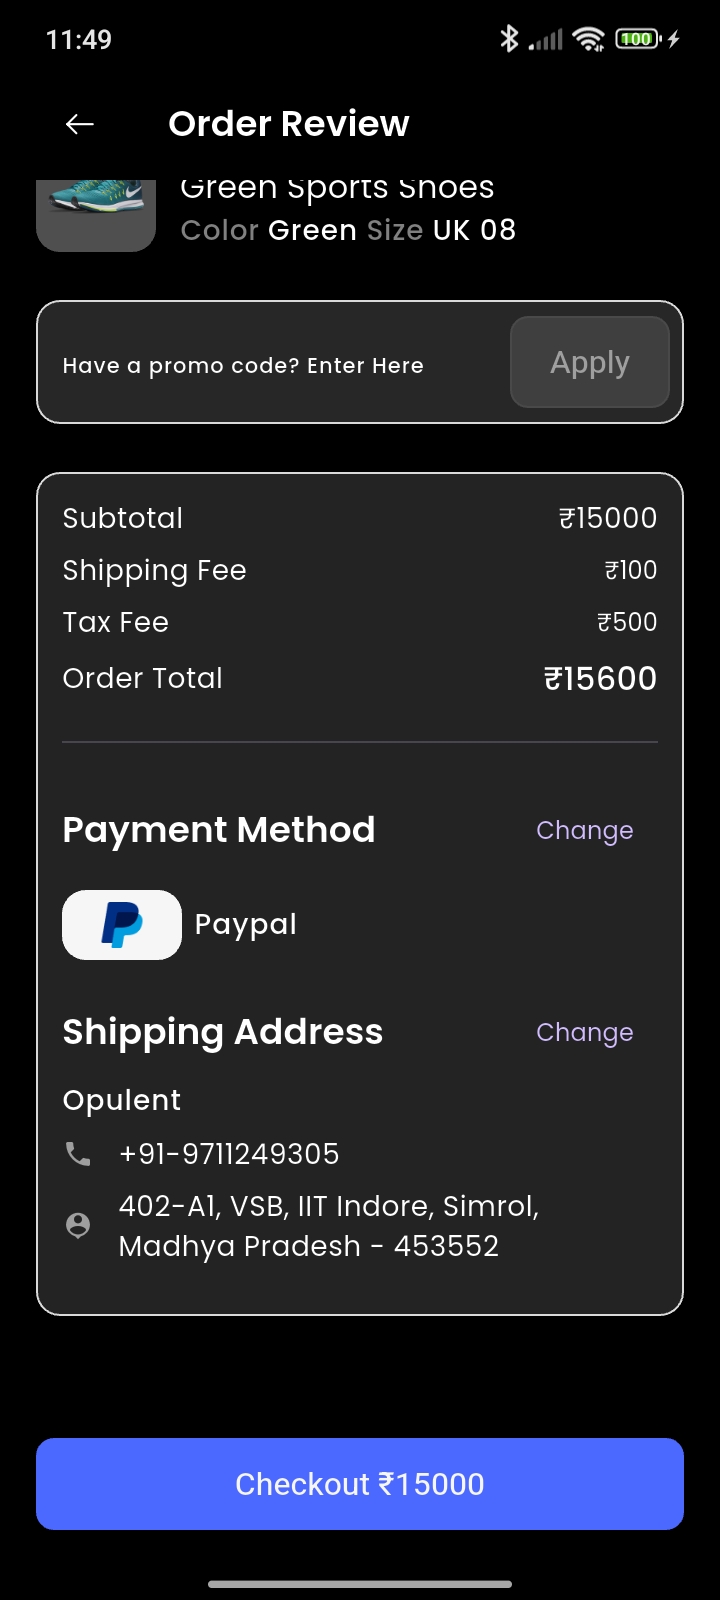 11:49
100
Order Review
Green Sports Shoes
Color Green Size UK 08
Have a promo code? Enter Here
Apply
Subtotal ₹15000
Shipping Fee ₹100
Tax Fee ₹500
Order Total ₹15600
Payment Method Change
Paypal
Shipping Address Change
Opulent
+91-9711249305
402-A1, VSB, IIT Indore, Simrol,
Madhya Pradesh - 453552
Checkout ₹15000